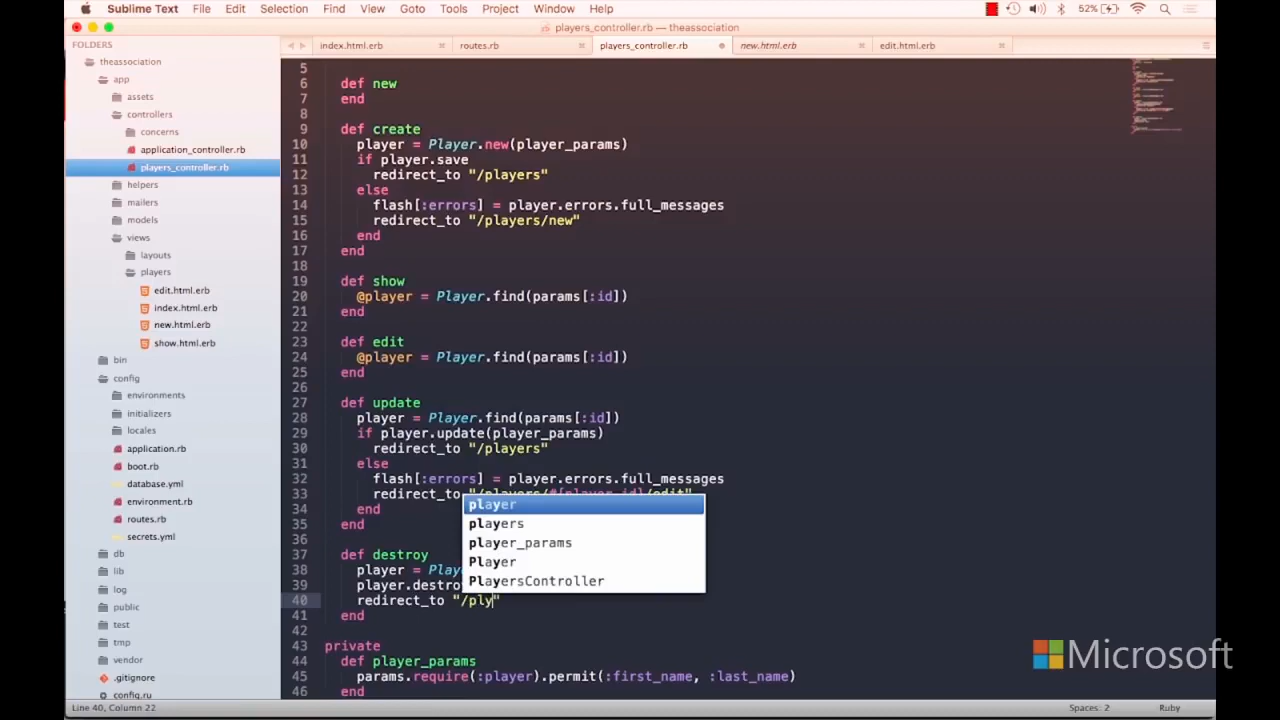 Sublime Text File Edit Selection Find View Goto Tools Project Window Help 52%
players_controller.rb — theassociation
FOLDERS
theassociation
app
assets
controllers
concerns
application_controller.rb
players_controller.rb
helpers
mailers
models
views
layouts
players
edit.html.erb
index.html.erb
new.html.erb
show.html.erb
bin
config
environments
initializers
locales
application.rb
boot.rb
database.yml
environment.rb
routes.rb
secrets.yml
db
lib
log
public
test
tmp
vendor
.gitignore
config.ru
index.html.erb routes.rb players_controller.rb new.html.erb edit.html.erb
5
6 def new
7 end
8
9 def create
10 player = Player.new(player_params)
11 if player.save
12 redirect_to "/players"
13 else
14 flash[:errors] = player.errors.full_messages
15 redirect_to "/players/new"
16 end
17 end
18
19 def show
20 @player = Player.find(params[:id])
21 end
22
23 def edit
24 @player = Player.find(params[:id])
25 end
26
27 def update
28 player = Player.find(params[:id])
29 if player.update(player_params)
30 redirect_to "/players"
31 else
32 flash[:errors] = player.errors.full_messages
33 redirect_to "/players/#{player.id}/edit"
34 end
35 end
36
37 def destroy
38 player = Play
39 player.destro
40 redirect_to "/ply"
41 end
42
43 private
44 def player_params
45 params.require(:player).permit(:first_name, :last_name)
46 end
player
players
player_params
Player
PlayersController
Microsoft
Line 40, Column 22 Spaces: 2 Ruby